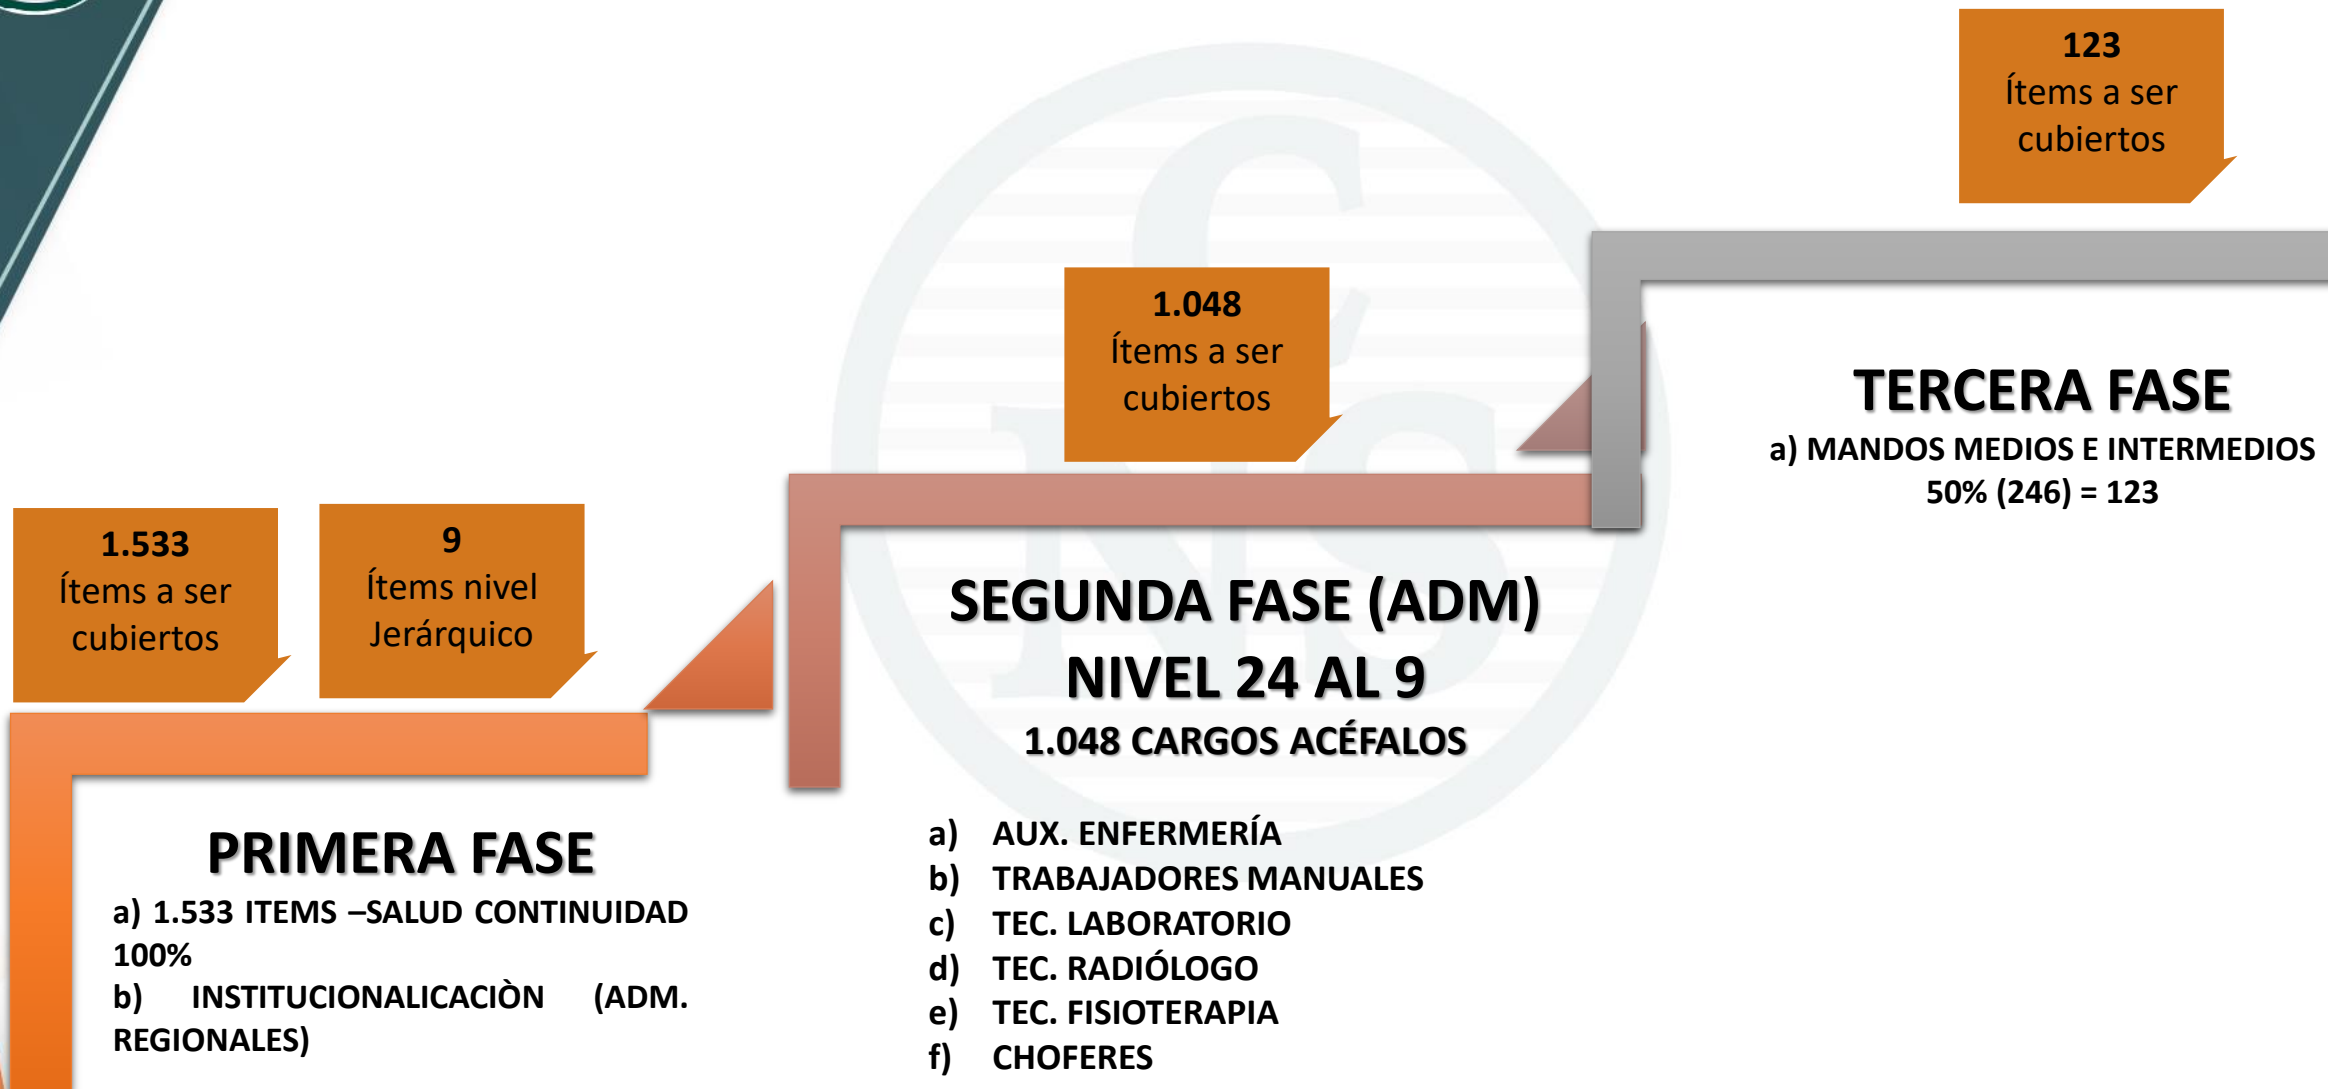 123
Ítems a ser
cubiertos
1.048
Ítems a ser
cubiertos
TERCERA FASE
a) MANDOS MEDIOS E INTERMEDIOS
50% (246) = 123
1.533
Ítems a ser
cubiertos
9
Ítems nivel
Jerárquico
SEGUNDA FASE (ADM)
NIVEL 24 AL 9
1.048 CARGOS ACÉFALOS
a) AUX. ENFERMERÍA
b) TRABAJADORES MANUALES
c) TEC. LABORATORIO
d) TEC. RADIÓLOGO
e) TEC. FISIOTERAPIA
f) CHOFERES
PRIMERA FASE
a) 1.533 ITEMS –SALUD CONTINUIDAD
100%
b) INSTITUCIONALICACIÒN (ADM.
REGIONALES)
CNS